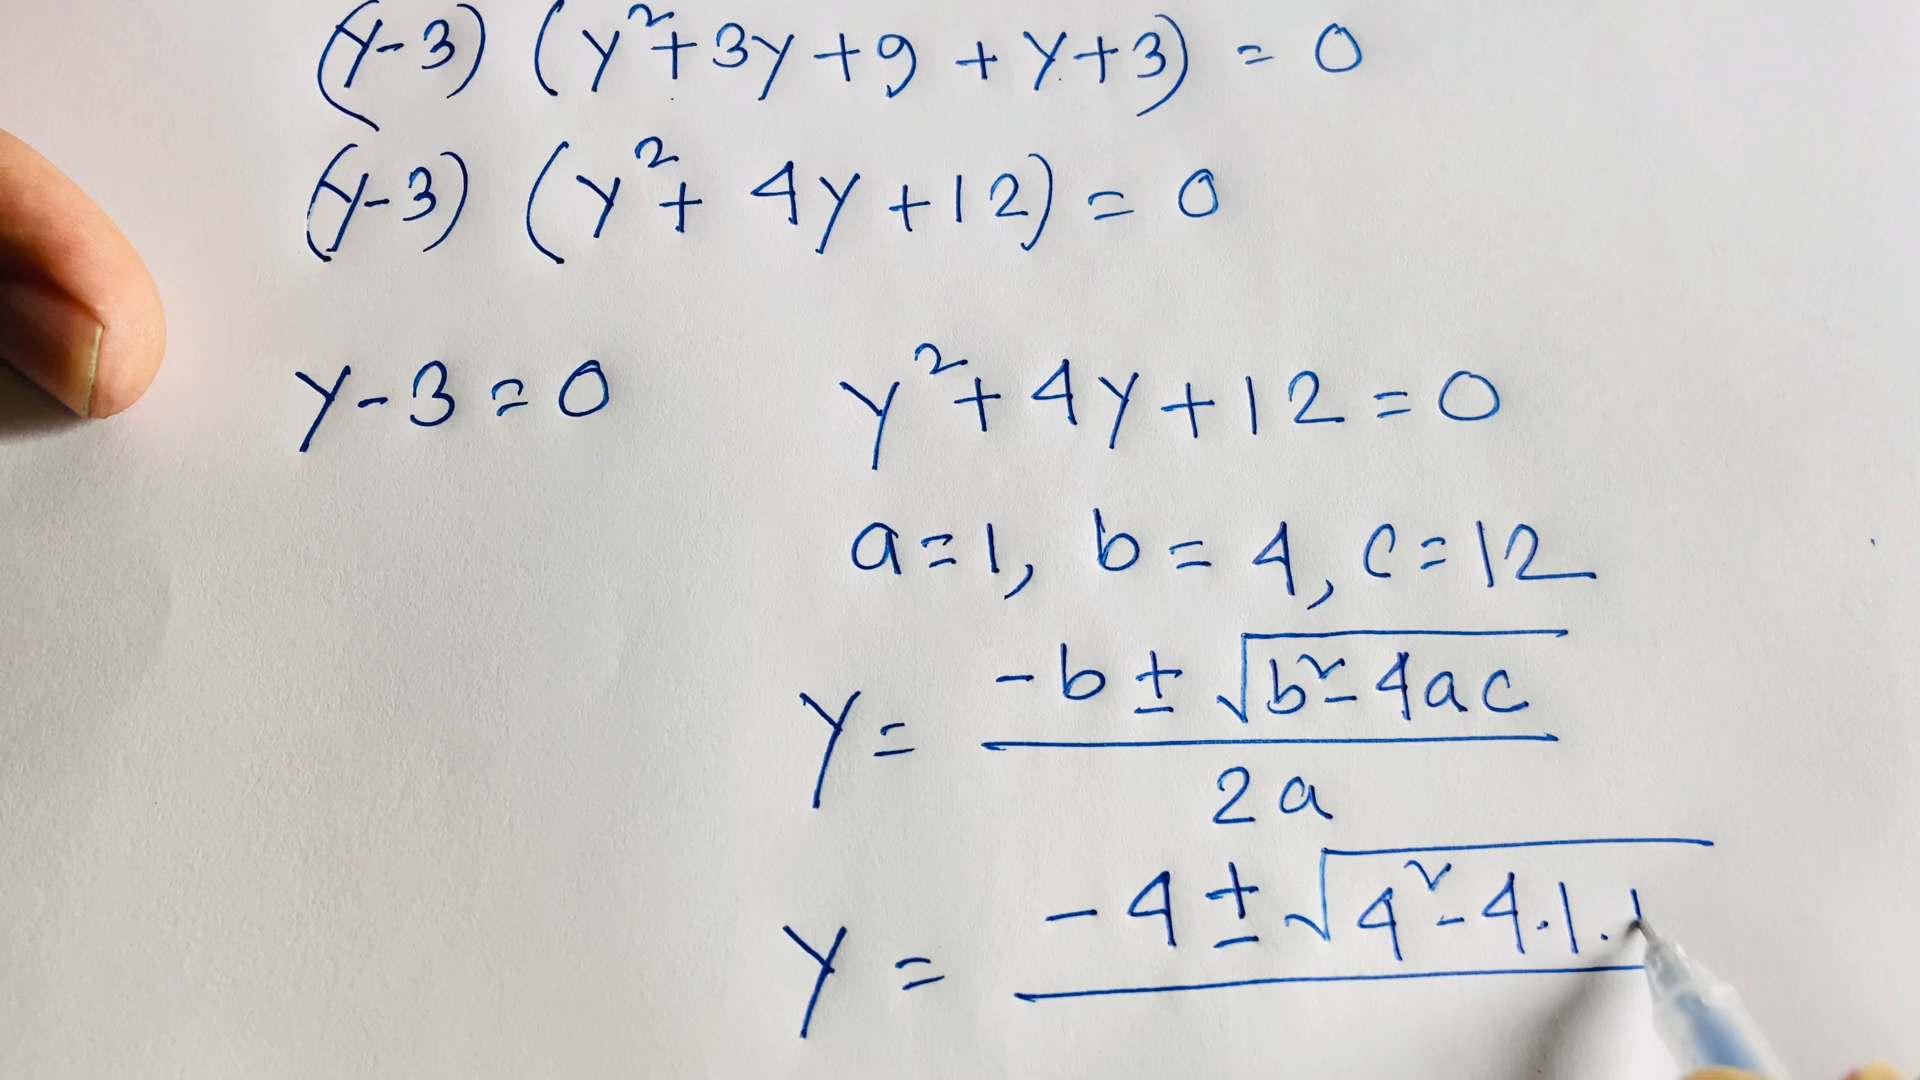 (y-3) (y²+3y+9+y+3) = 0
(y-3) (y²+4y+12) = 0
y-3=0
y²+4y+12=0
a=1, b=4, c=12
y = (-b ± √(b²-4ac)) / 2a
y = -4 ± √(4²-4.1.1